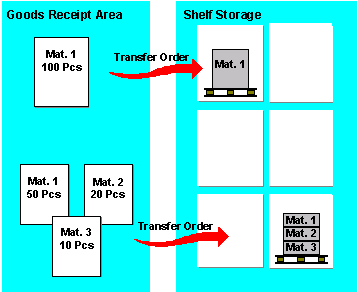 Goods Receipt Area
Shelf Storage
Mat. 1
100 Pcs
Transfer Order
Mat. 1
Mat. 1
50 Pcs
Mat. 2
20 Pcs
Mat. 3
10 Pcs
Transfer Order
Mat. 1
Mat. 2
Mat. 3